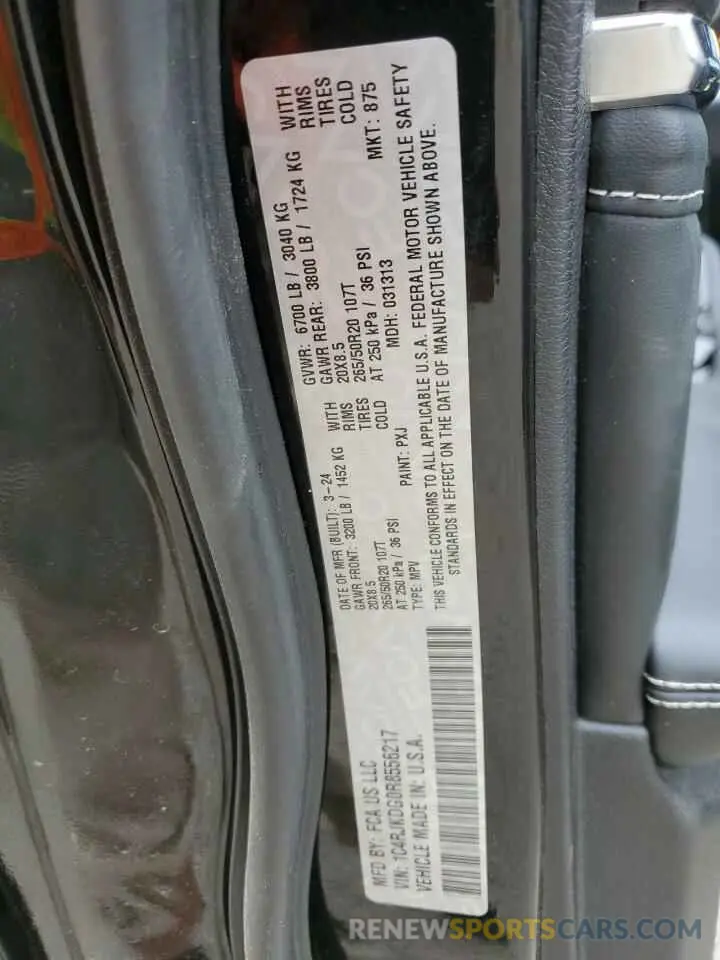 MFD BY: FCA US LLC
VIN: 1C4RJKDG0R8556217
VEHICLE MADE IN: U.S.A.
DATE OF MFR (BUILT): 3-24
GAWR FRONT: 3200 LB / 1452 KG WITH
20X8.5 RIMS
265/50R20 107T TIRES
AT 250 kPa / 36 PSI COLD
TYPE: MPV PAINT: PXJ
GVWR: 6700 LB / 3040 KG
GAWR REAR: 3800 LB / 1724 KG WITH
20X8.5 RIMS
265/50R20 107T TIRES
AT 250 kPa / 36 PSI COLD
MDH: 031313 MKT: 875
THIS VEHICLE CONFORMS TO ALL APPLICABLE U.S.A. FEDERAL MOTOR VEHICLE SAFETY
STANDARDS IN EFFECT ON THE DATE OF MANUFACTURE SHOWN ABOVE.
RENEWSPORTSCARS.COM